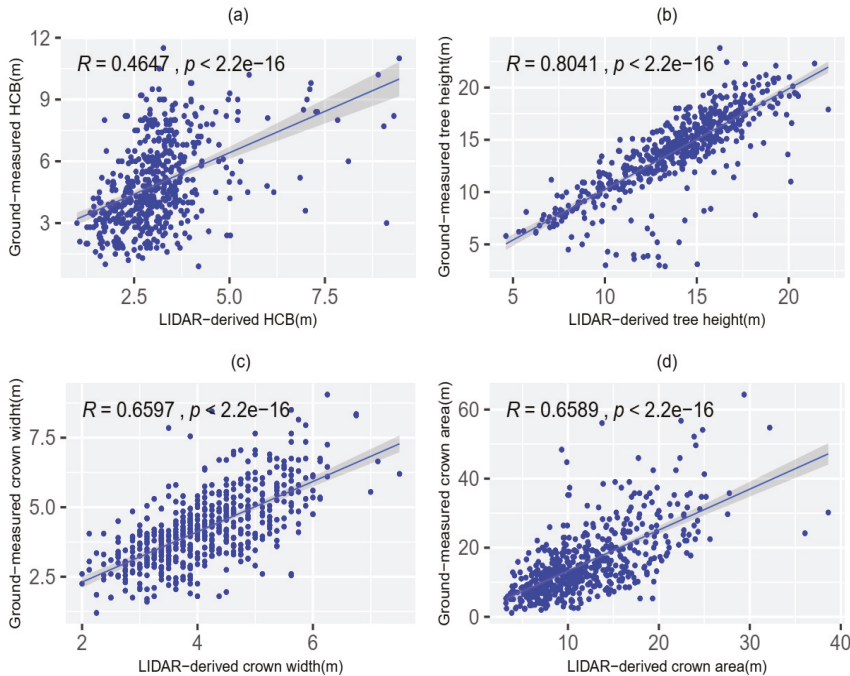 (a)
R = 0.4647 , p < 2.2e−16
Ground−measured HCB(m)
12
9
6
3
2.5
5.0
7.5
LIDAR−derived HCB(m)
(b)
R = 0.8041 , p < 2.2e−16
Ground−measured tree height(m)
20
15
10
5
5
10
15
20
LIDAR−derived tree height(m)
(c)
R = 0.6597 , p < 2.2e−16
Ground−measured crown widht(m)
7.5
5.0
2.5
2
4
6
LIDAR−derived crown width(m)
(d)
R = 0.6589 , p < 2.2e−16
Ground−measured crown area(m)
60
40
20
0
10
20
30
40
LIDAR−derived crown area(m)